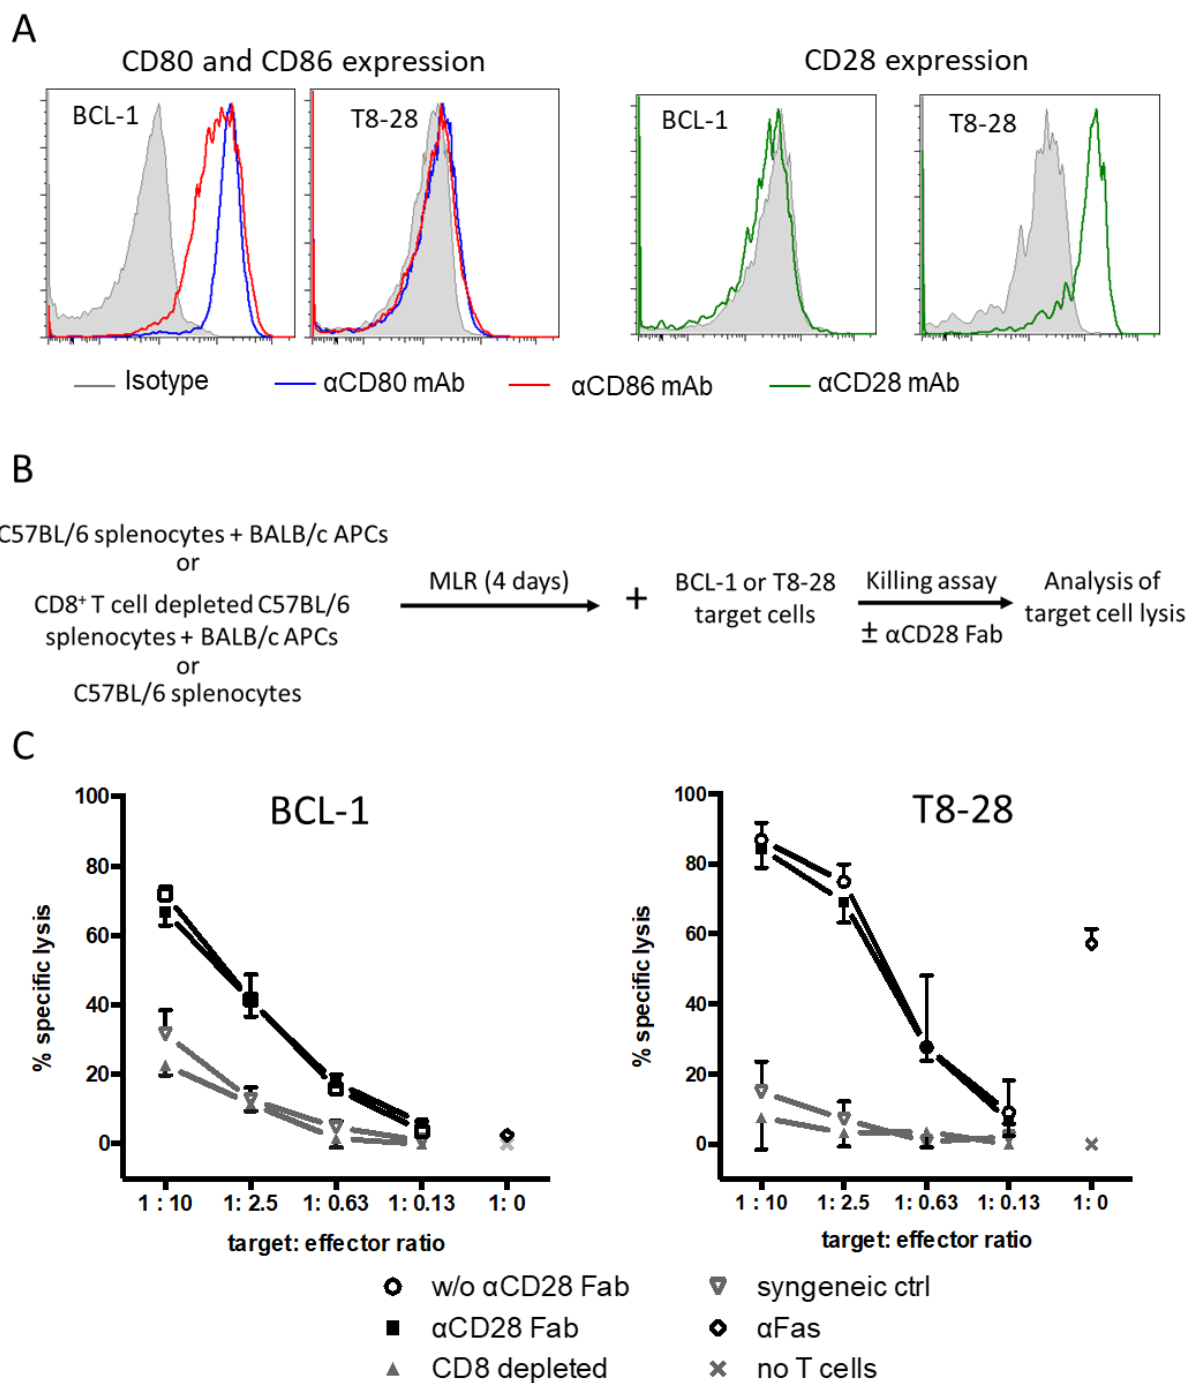 A
CD80 and CD86 expression
CD28 expression
BCL-1
T8-28
BCL-1
T8-28
Isotype
αCD80 mAb
αCD86 mAb
αCD28 mAb
B
C57BL/6 splenocytes + BALB/c APCs
or
CD8+ T cell depleted C57BL/6
splenocytes + BALB/c APCs
or
C57BL/6 splenocytes
MLR (4 days)
+
BCL-1 or T8-28
target cells
Killing assay
± αCD28 Fab
Analysis of
target cell lysis
C
BCL-1
% specific lysis
100
80
60
40
20
0
1 : 10
1: 2.5
1: 0.63
1: 0.13
1: 0
target: effector ratio
T8-28
% specific lysis
100
80
60
40
20
0
1 : 10
1: 2.5
1: 0.63
1: 0.13
1: 0
target: effector ratio
w/o αCD28 Fab
αCD28 Fab
CD8 depleted
syngeneic ctrl
αFas
no T cells